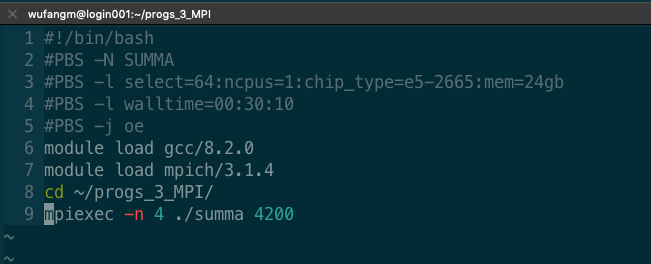 wufangm@login001:~/progs_3_MPI
1 #!/bin/bash
2 #PBS -N SUMMA
3 #PBS -l select=64:ncpus=1:chip_type=e5-2665:mem=24gb
4 #PBS -l walltime=00:30:10
5 #PBS -j oe
6 module load gcc/8.2.0
7 module load mpich/3.1.4
8 cd ~/progs_3_MPI/
9 mpiexec -n 4 ./summa 4200
~
~